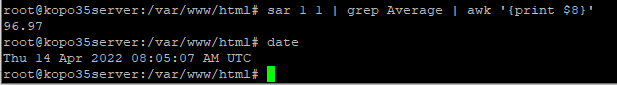 root@kopo35server:/var/www/html# sar 1 1 | grep Average | awk '{print $8}'
96.97
root@kopo35server:/var/www/html# date
Thu 14 Apr 2022 08:05:07 AM UTC
root@kopo35server:/var/www/html#